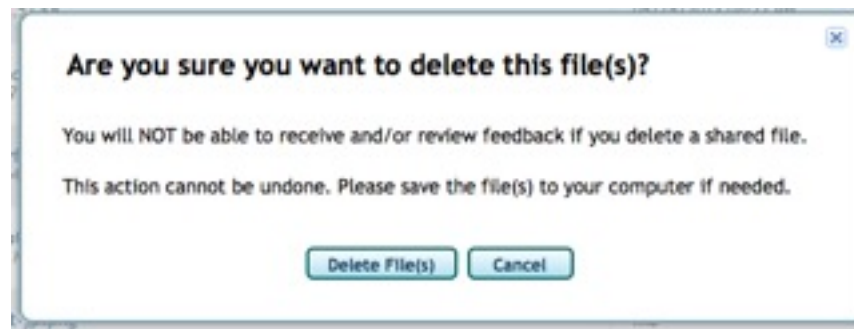 Are you sure you want to delete this file(s)?
You will NOT be able to receive and/or review feedback if you delete a shared file.
This action cannot be undone. Please save the file(s) to your computer if needed.
Delete File(s)
Cancel